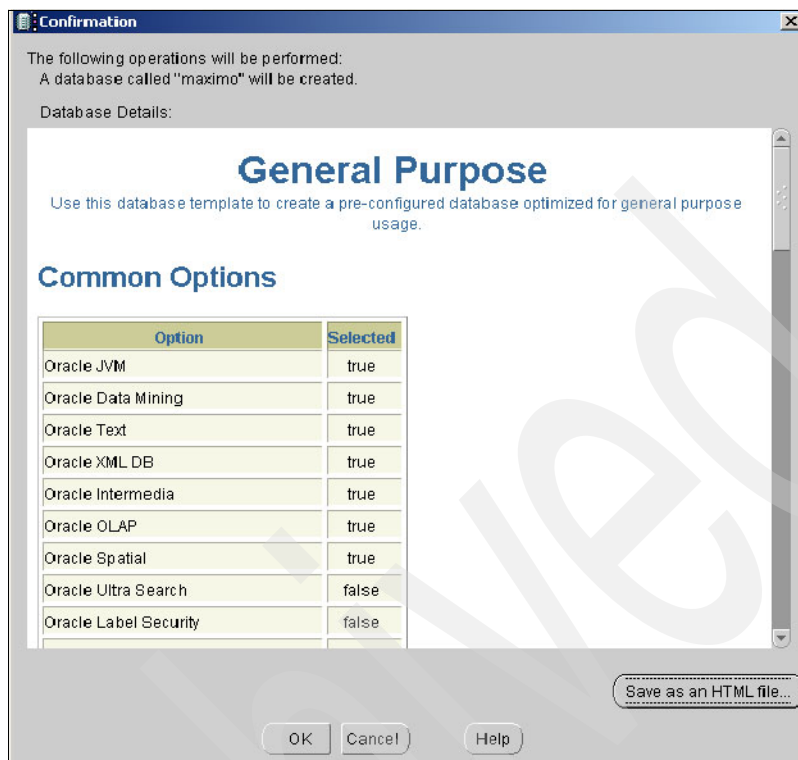 Confirmation
The following operations will be performed:
A database called "maximo" will be created.
Database Details:
General Purpose
Use this database template to create a pre-configured database optimized for general purpose
usage.
Common Options
Option Selected
Oracle JVM true
Oracle Data Mining true
Oracle Text true
Oracle XML DB true
Oracle Intermedia true
Oracle OLAP true
Oracle Spatial true
Oracle Ultra Search false
Oracle Label Security false
Save as an HTML file...
OK Cancel Help